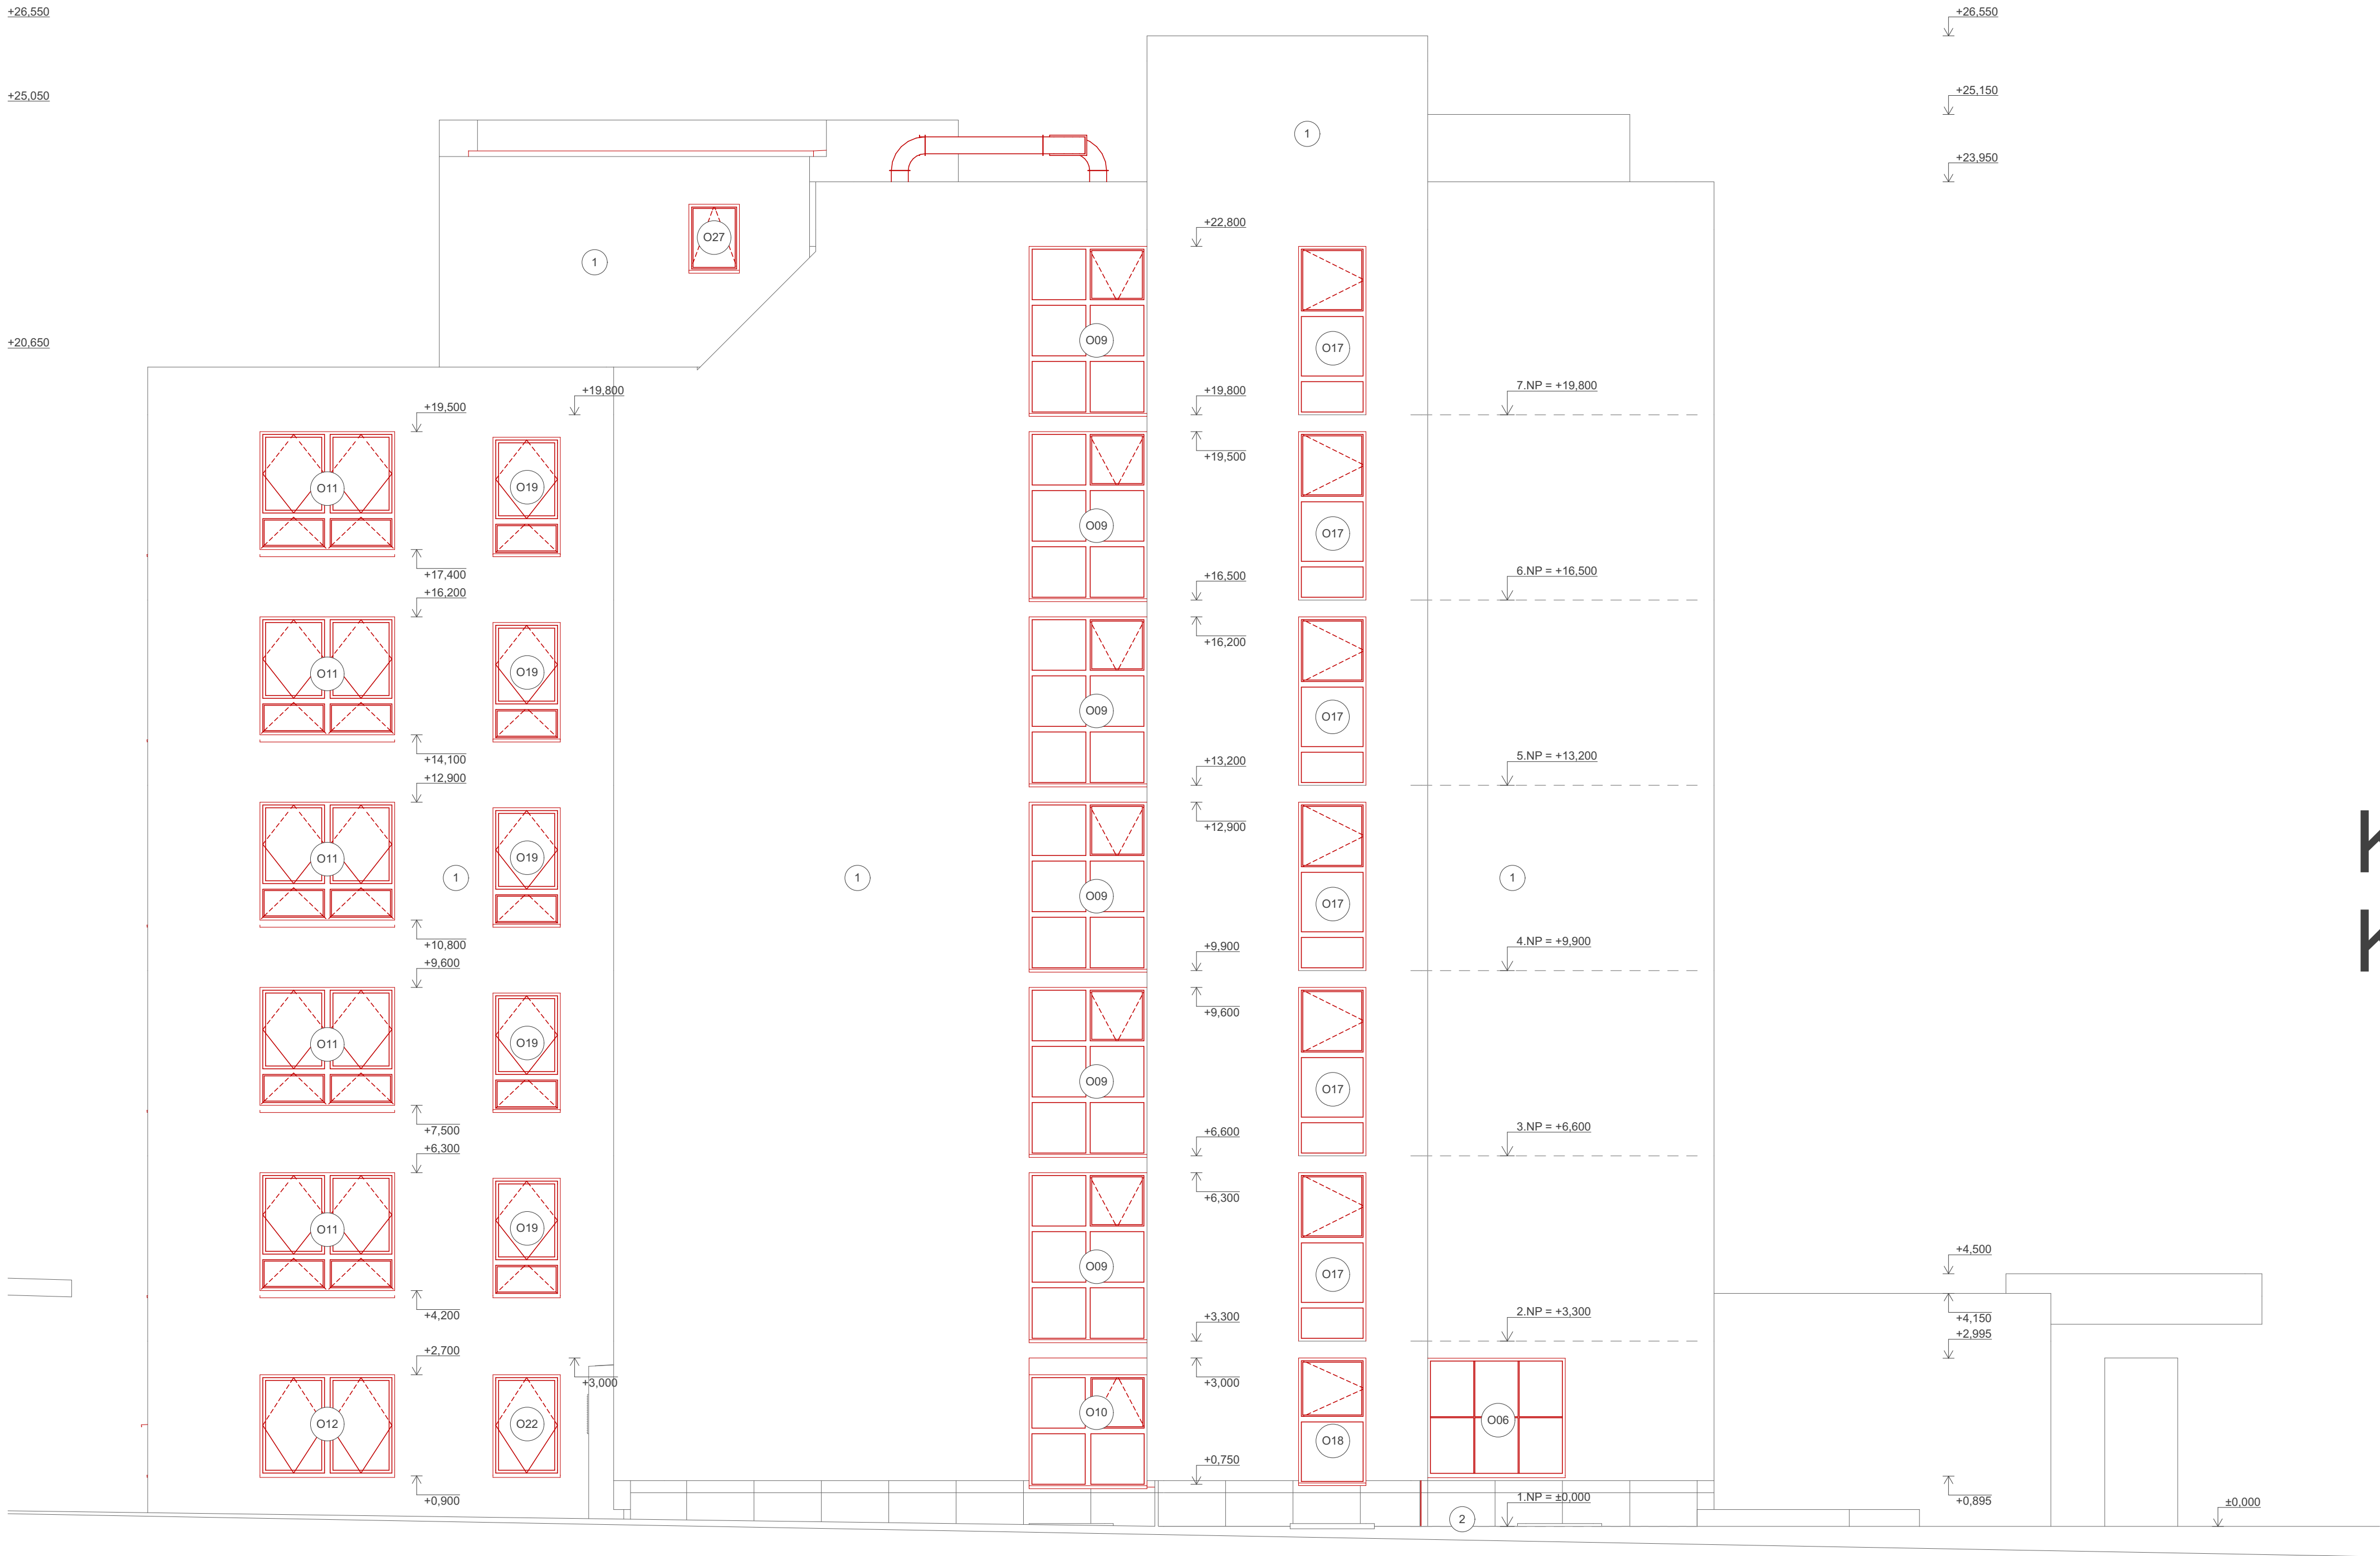 +26,550
+26,550
+25,050
+25,150
1
+23,950
+22,800
O27
1
O09
O17
+20,650
+19,800
+19,800
7.NP = +19,800
+19,500
+19,500
O11
O19
O09
O17
+17,400
+16,500
6.NP = +16,500
+16,200
+16,200
O11
O19
O09
O17
+14,100
+13,200
5.NP = +13,200
+12,900
+12,900
O11
O19
1
1
1
O09
O17
+10,800
+9,900
4.NP = +9,900
+9,600
+9,600
O11
O19
O09
O17
+7,500
+6,600
3.NP = +6,600
+6,300
+6,300
O11
O19
O09
O17
+4,500
+4,200
+3,300
2.NP = +3,300
+4,150
+2,995
+2,700
+3,000
+3,000
O12
O22
O10
O18
O06
+0,750
+0,900
1.NP = ±0,000
+0,895
±0,000
2